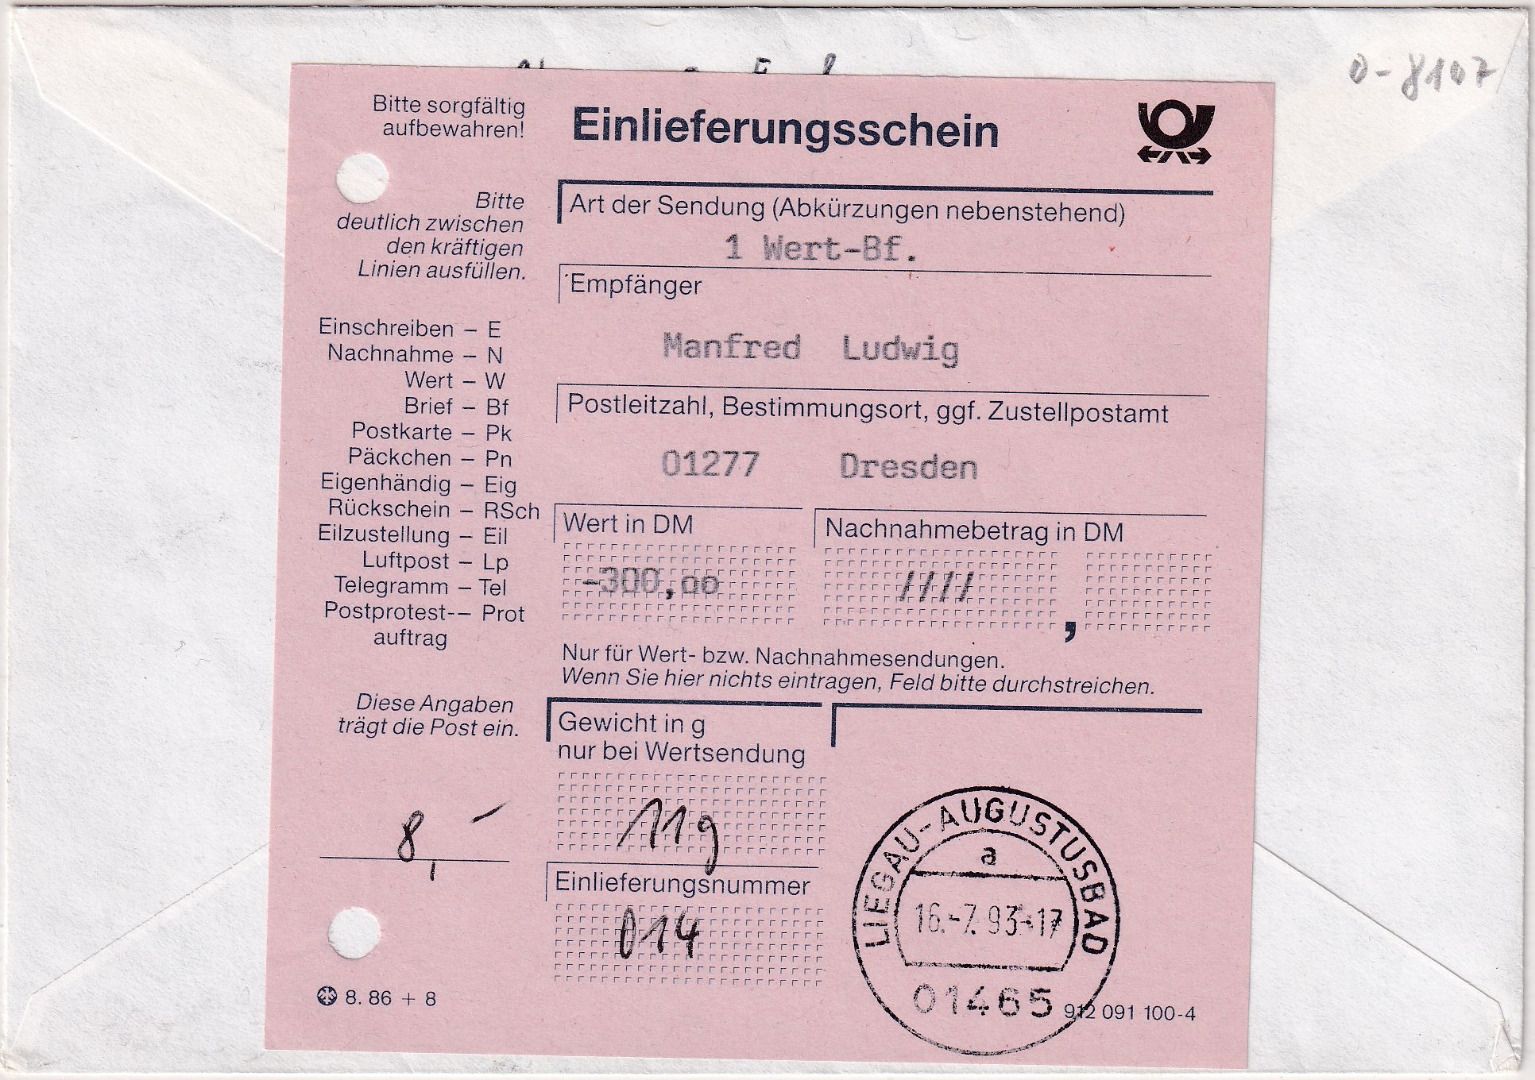 O-8107
Bitte sorgfältig
aufbewahren!
Einlieferungsschein
Bitte
deutlich zwischen
den kräftigen
Linien ausfüllen.
Art der Sendung (Abkürzungen nebenstehend)
1 Wert-Bf.
Empfänger
Manfred Ludwig
Postleitzahl, Bestimmungsort, ggf. Zustellpostamt
01277 Dresden
Einschreiben – E
Nachnahme – N
Wert – W
Brief – Bf
Postkarte – Pk
Päckchen – Pn
Eigenhändig – Eig
Rückschein – RSch
Eilzustellung – Eil
Luftpost – Lp
Telegramm – Tel
Postprotest-– Prot
auftrag
Wert in DM
-300,oo
Nachnahmebetrag in DM
//// ,
Nur für Wert- bzw. Nachnahmesendungen.
Wenn Sie hier nichts eintragen, Feld bitte durchstreichen.
Diese Angaben
trägt die Post ein.
8,–
Gewicht in g
nur bei Wertsendung
11g
Einlieferungsnummer
014
LIEGAU-AUGUSTUSBAD
a
16.-7.93-17
01465
8. 86 + 8
912 091 100-4